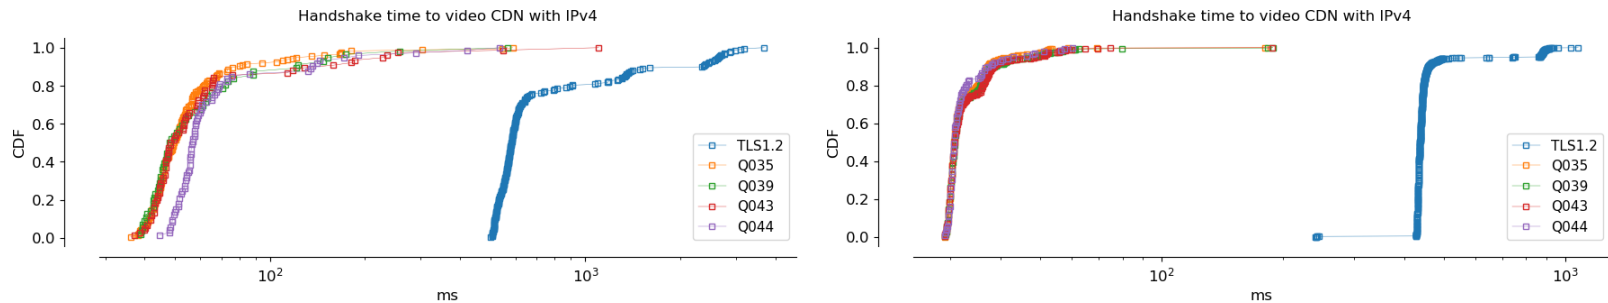 Handshake time to video CDN with IPv4
1.0
0.8
0.6
0.4
0.2
0.0
CDF
TLS1.2
Q035
Q039
Q043
Q044
10²
10³
ms
Handshake time to video CDN with IPv4
1.0
0.8
0.6
0.4
0.2
0.0
CDF
TLS1.2
Q035
Q039
Q043
Q044
10²
10³
ms